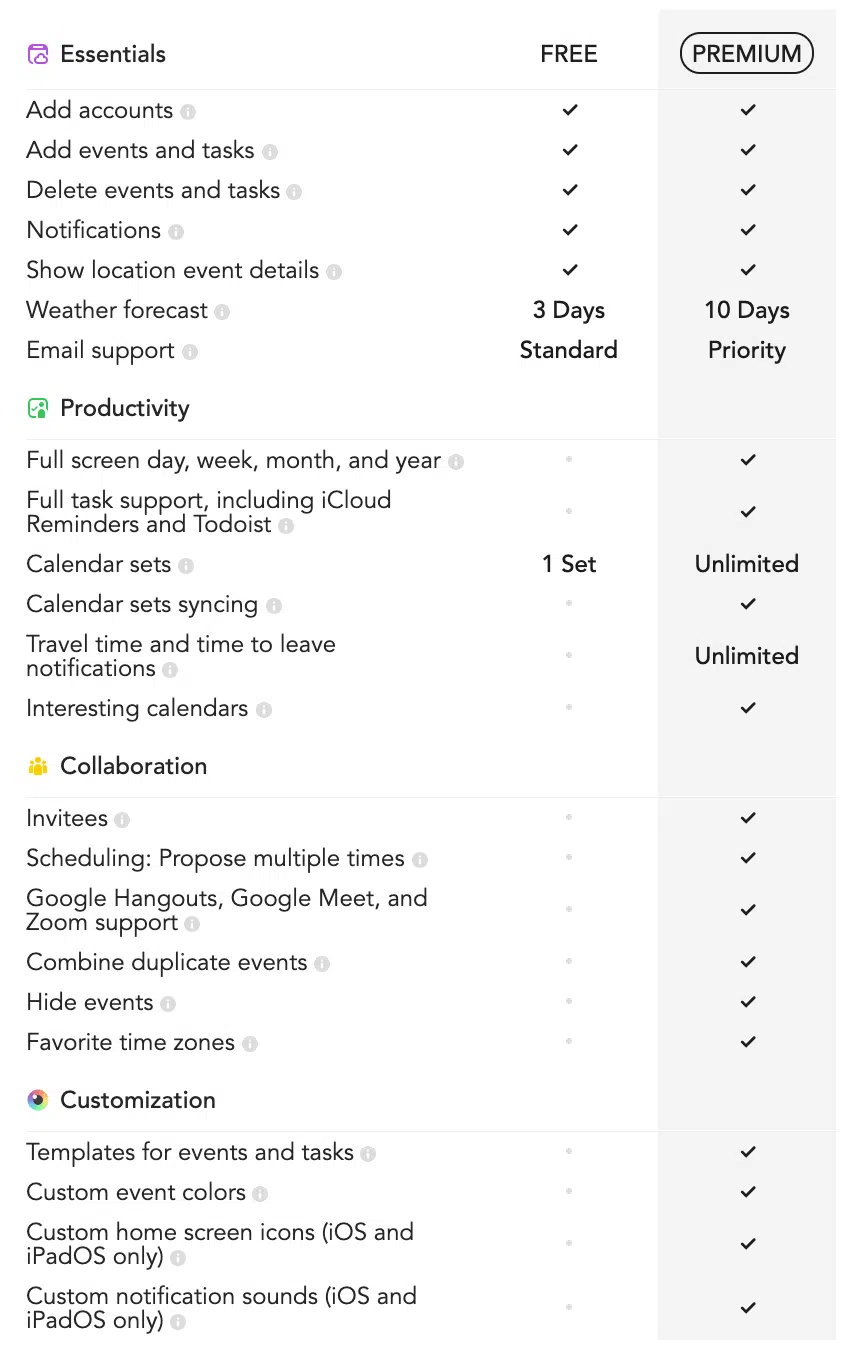 Essentials FREE PREMIUM
Add accounts
Add events and tasks
Delete events and tasks
Notifications
Show location event details
Weather forecast 3 Days 10 Days
Email support Standard Priority
Productivity
Full screen day, week, month, and year
Full task support, including iCloud
Reminders and Todoist
Calendar sets 1 Set Unlimited
Calendar sets syncing
Travel time and time to leave
notifications Unlimited
Interesting calendars
Collaboration
Invitees
Scheduling: Propose multiple times
Google Hangouts, Google Meet, and
Zoom support
Combine duplicate events
Hide events
Favorite time zones
Customization
Templates for events and tasks
Custom event colors
Custom home screen icons (iOS and
iPadOS only)
Custom notification sounds (iOS and
iPadOS only)